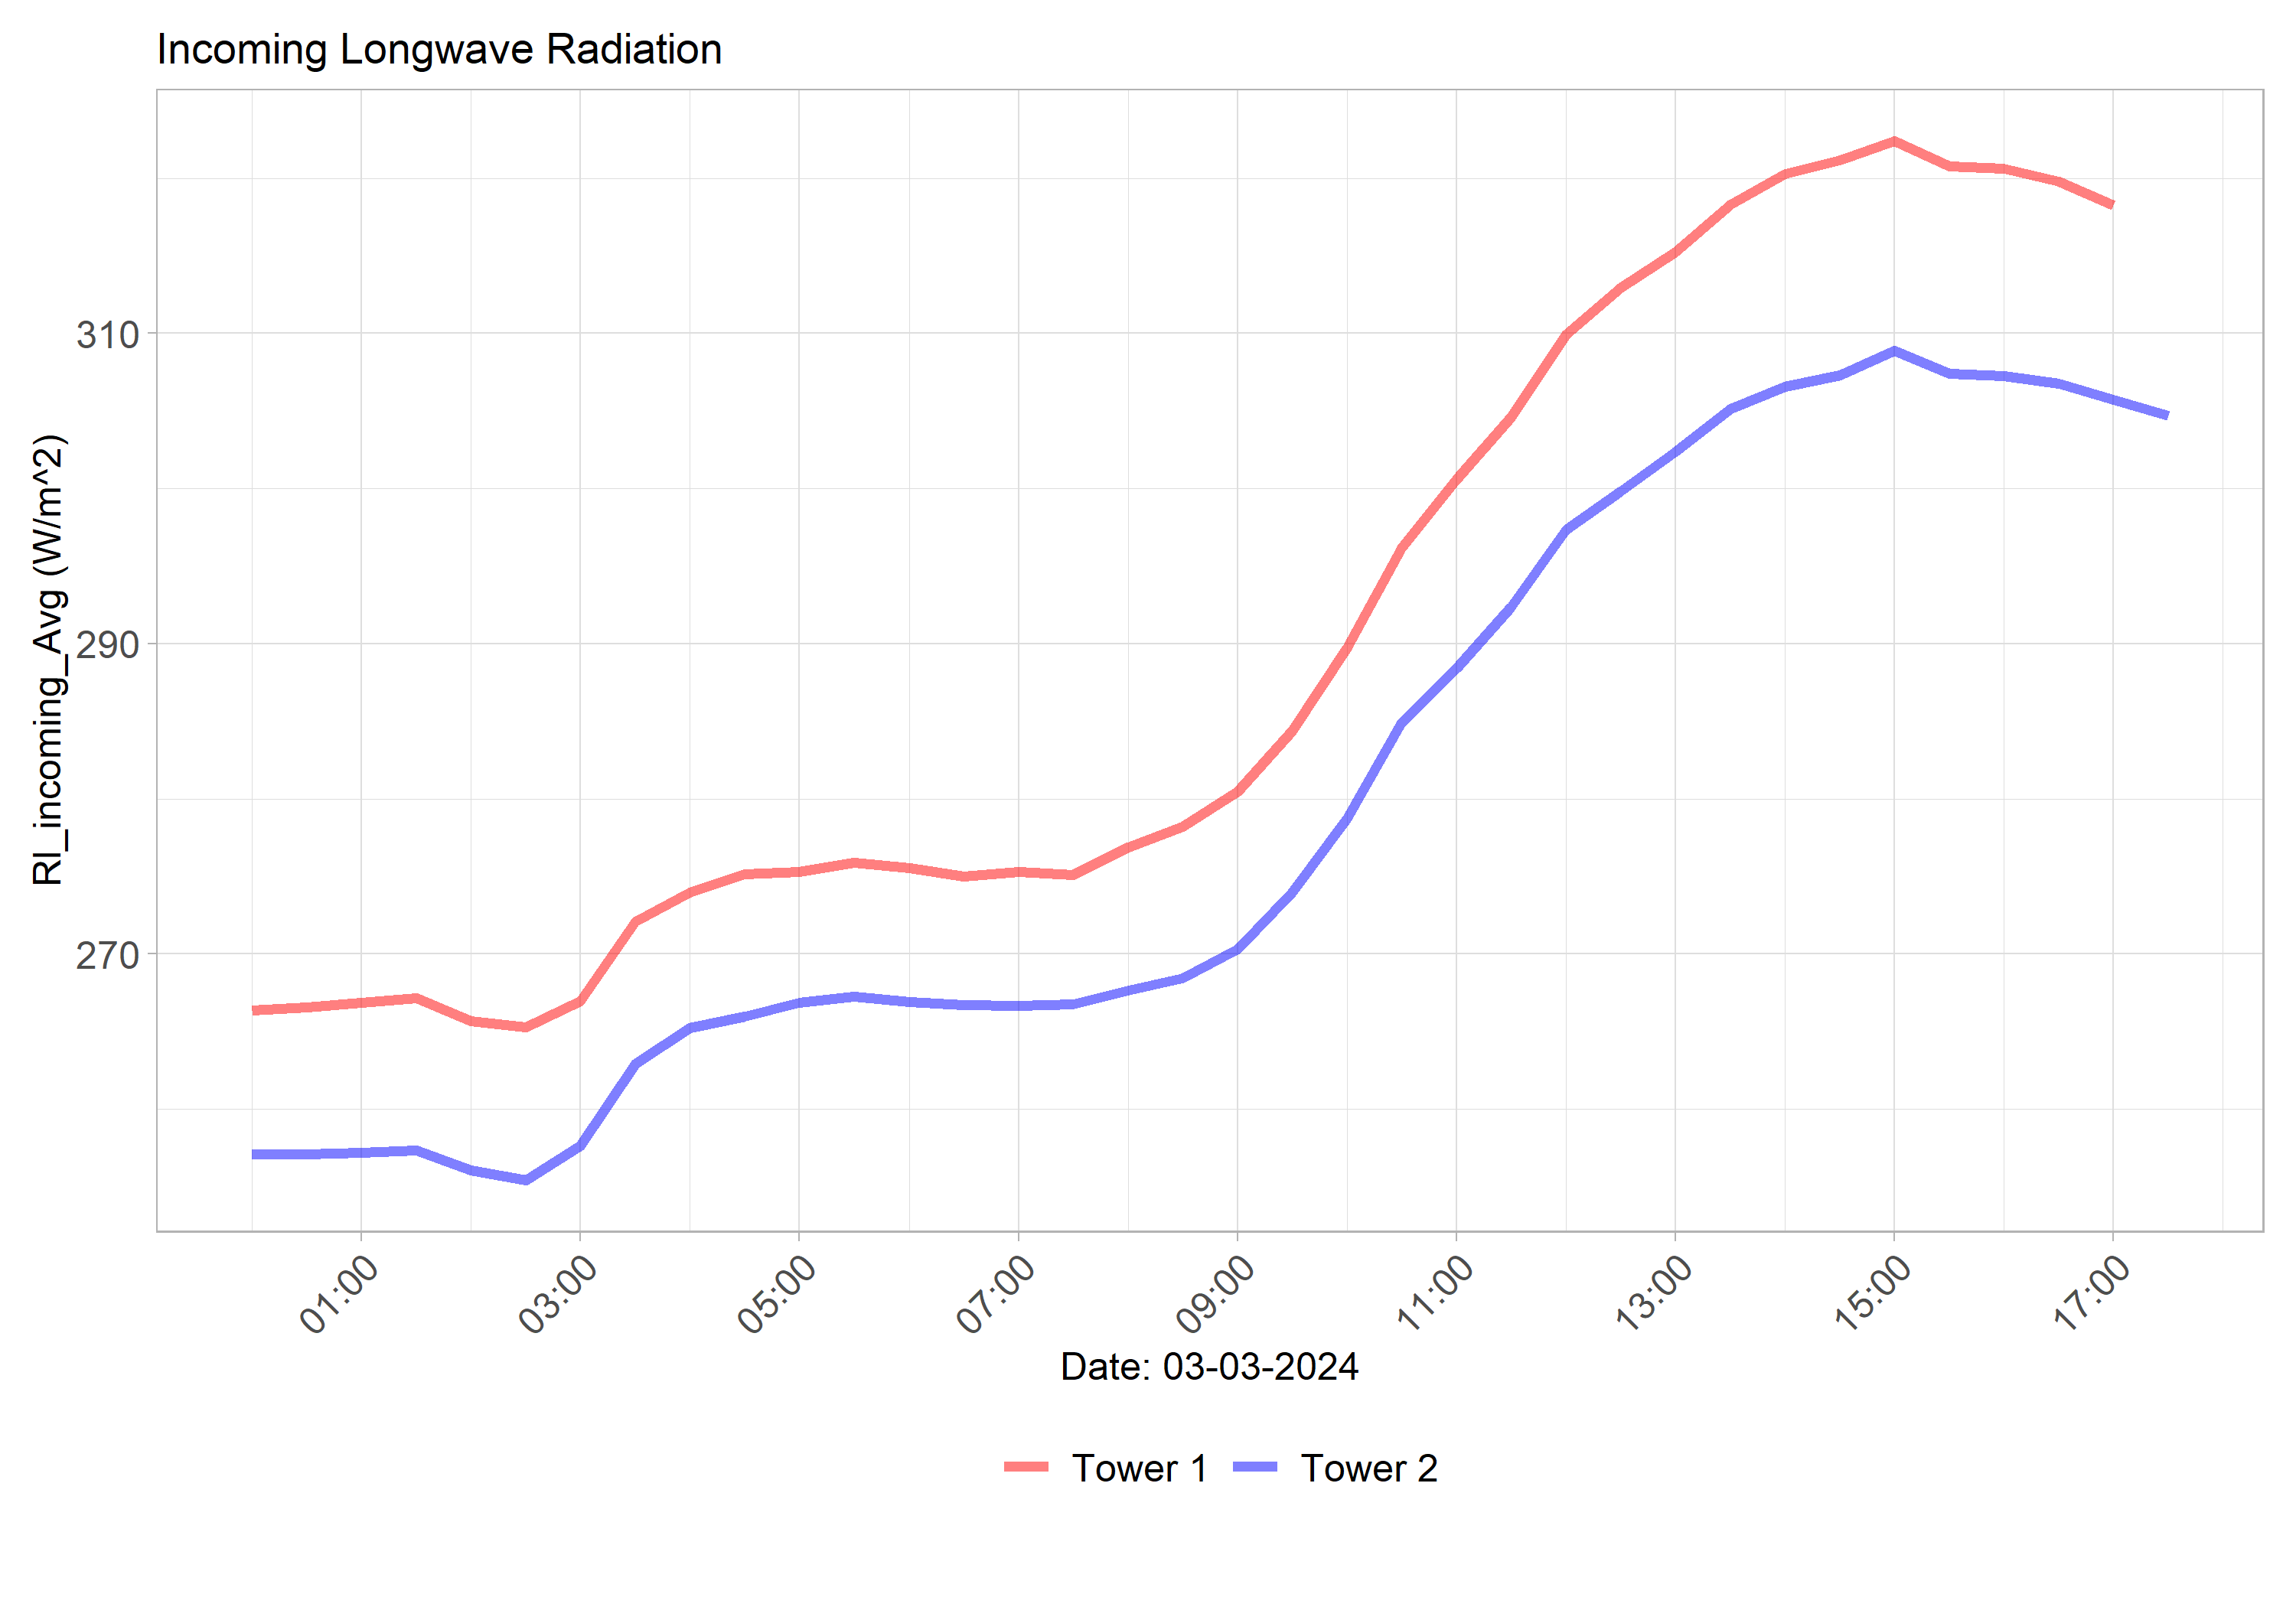 Incoming Longwave Radiation
Rl_incoming_Avg (W/m^2)
310
290
270
01:00 03:00 05:00 07:00 09:00 11:00 13:00 15:00 17:00
Date: 03-03-2024
Tower 1 Tower 2